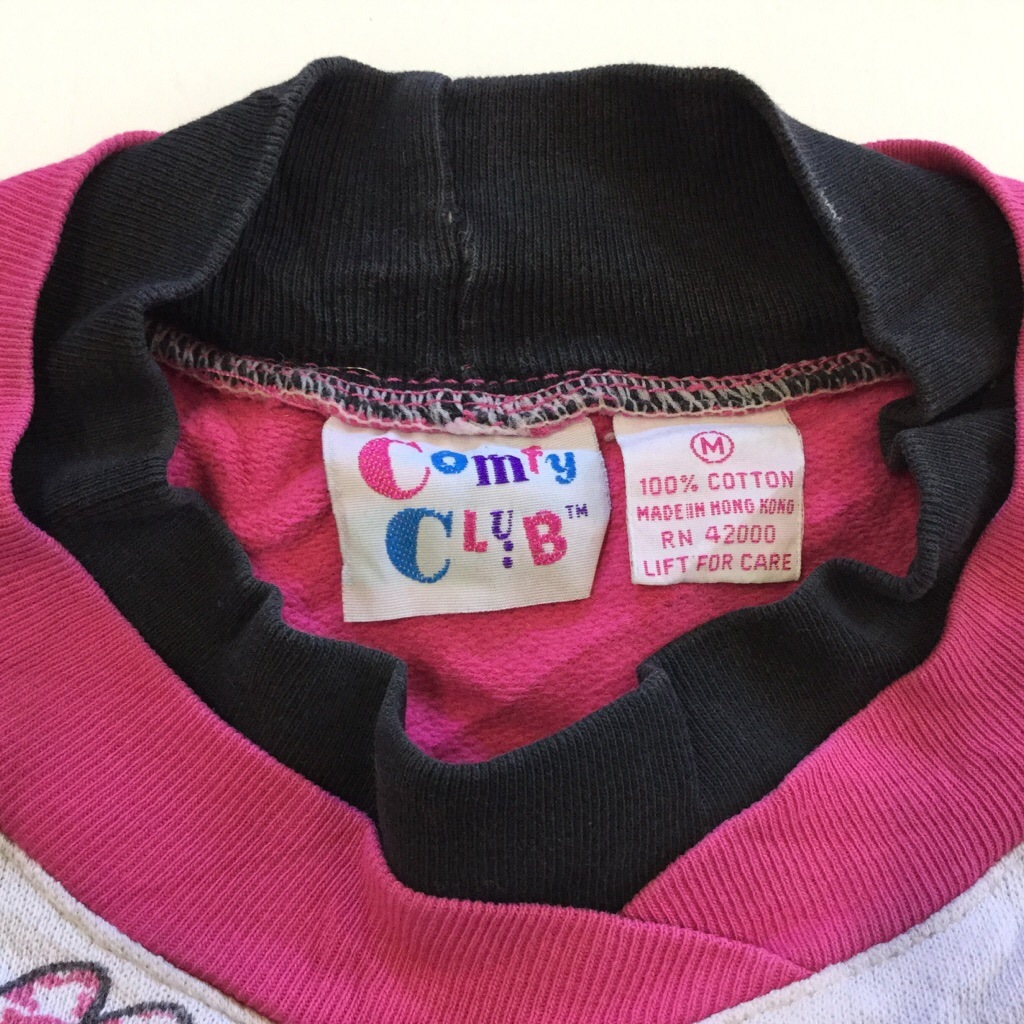 Comfy
CLUB™
M
100% COTTON
MADE IN HONG KONG
RN 42000
LIFT FOR CARE